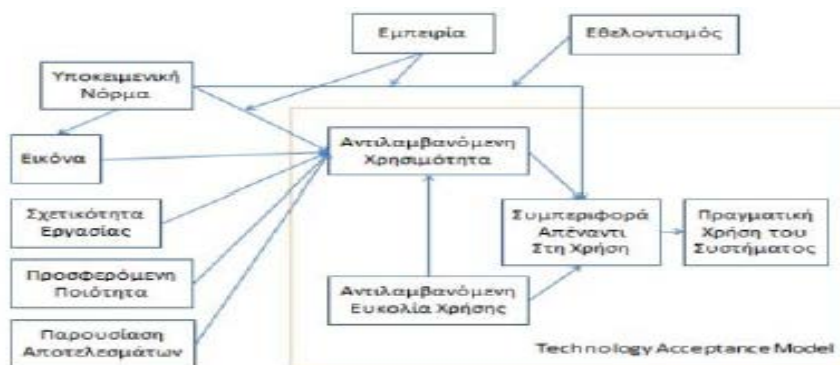 Εμπειρία
Εθελοντισμός
Υποκειμενική
Νόρμα
Εικόνα
Αντιλαμβανόμενη
Χρησιμότητα
Σχετικότητα
Εργασίας
Συμπεριφορά
Απέναντι
Στη Χρήση
Πραγματική
Χρήση του
Συστήματος
Προσφερόμενη
Ποιότητα
Αντιλαμβανόμενη
Ευκολία Χρήσης
Παρουσίαση
Αποτελεσμάτων
Technology Acceptance Model